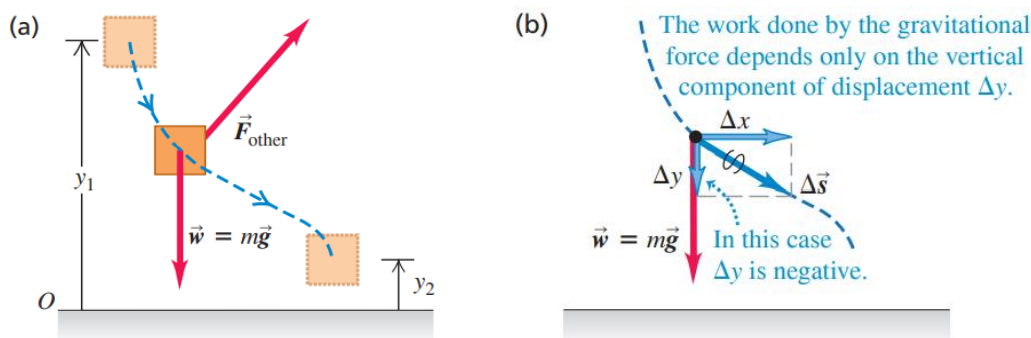 (a)
y₁
F⃗other
w⃗ = mg⃗
y₂
O
(b)
The work done by the gravitational
force depends only on the vertical
component of displacement Δy.
Δx
Δy
Δs⃗
w⃗ = mg⃗
In this case
Δy is negative.